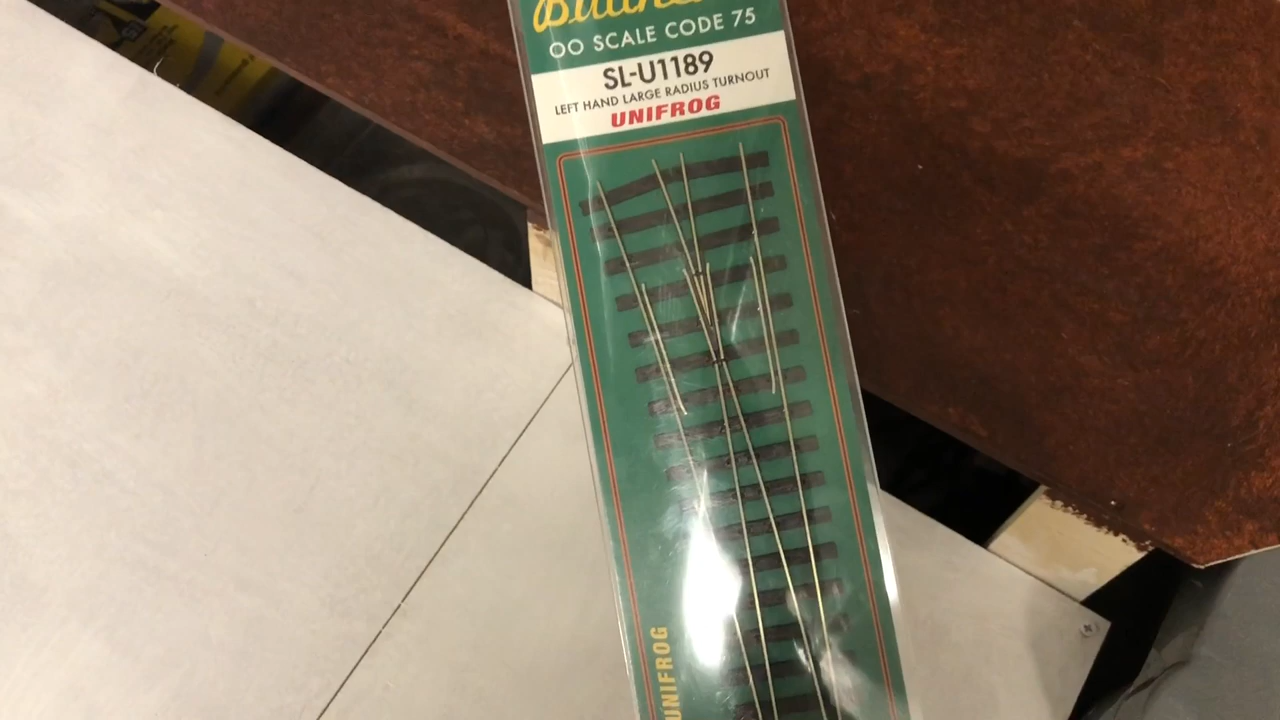 OO SCALE CODE 75
SL-U1189
LEFT HAND LARGE RADIUS TURNOUT
UNIFROG
UNIFROG